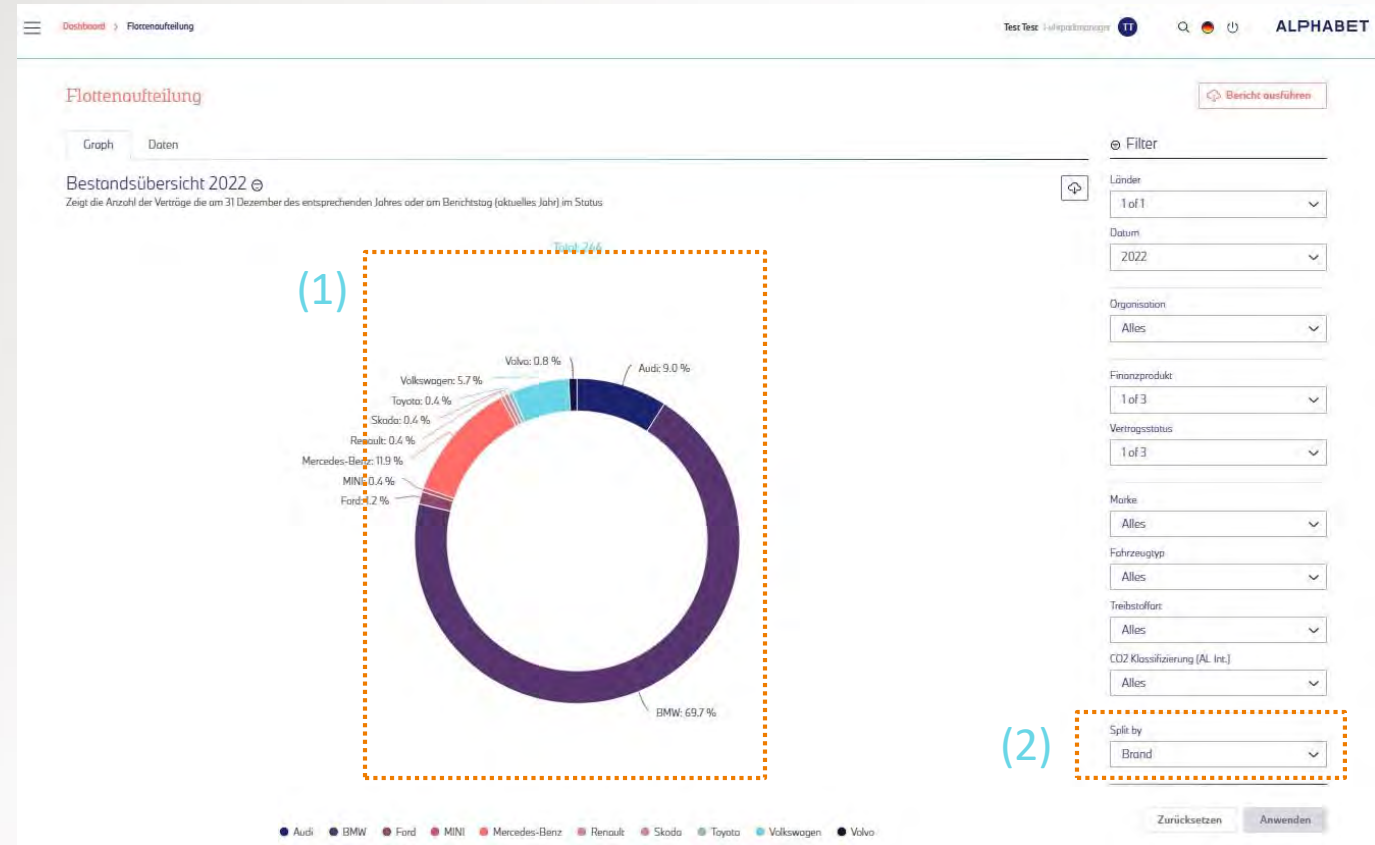 Dashboard > Flottenaufteilung
Test Test
TT
ALPHABET
Flottenaufteilung
Bericht ausführen
Graph Daten
Filter
Bestandsübersicht 2022
Zeigt die Anzahl der Verträge die am 31 Dezember des entsprechenden Jahres oder am Berichtstag (aktuelles Jahr) im Status
Länder
1 of 1
Datum
2022
Organisation
Alles
Finanzprodukt
1 of 3
Vertragsstatus
1 of 3
Marke
Alles
Fahrzeugtyp
Alles
Treibstoffart
Alles
CO2 Klassifizierung (AL Int.)
Alles
(2)
Split by
Brand
Zurücksetzen Anwenden
Total: 244
(1)
Volvo: 0.8 %
Audi: 9.0 %
Volkswagen: 5.7 %
Toyota: 0.4 %
Skoda: 0.4 %
Renault: 0.4 %
Mercedes-Benz: 11.9 %
MINI: 0.4 %
Ford: 1.2 %
BMW: 69.7 %
Audi BMW Ford MINI Mercedes-Benz Renault Skoda Toyota Volkswagen Volvo